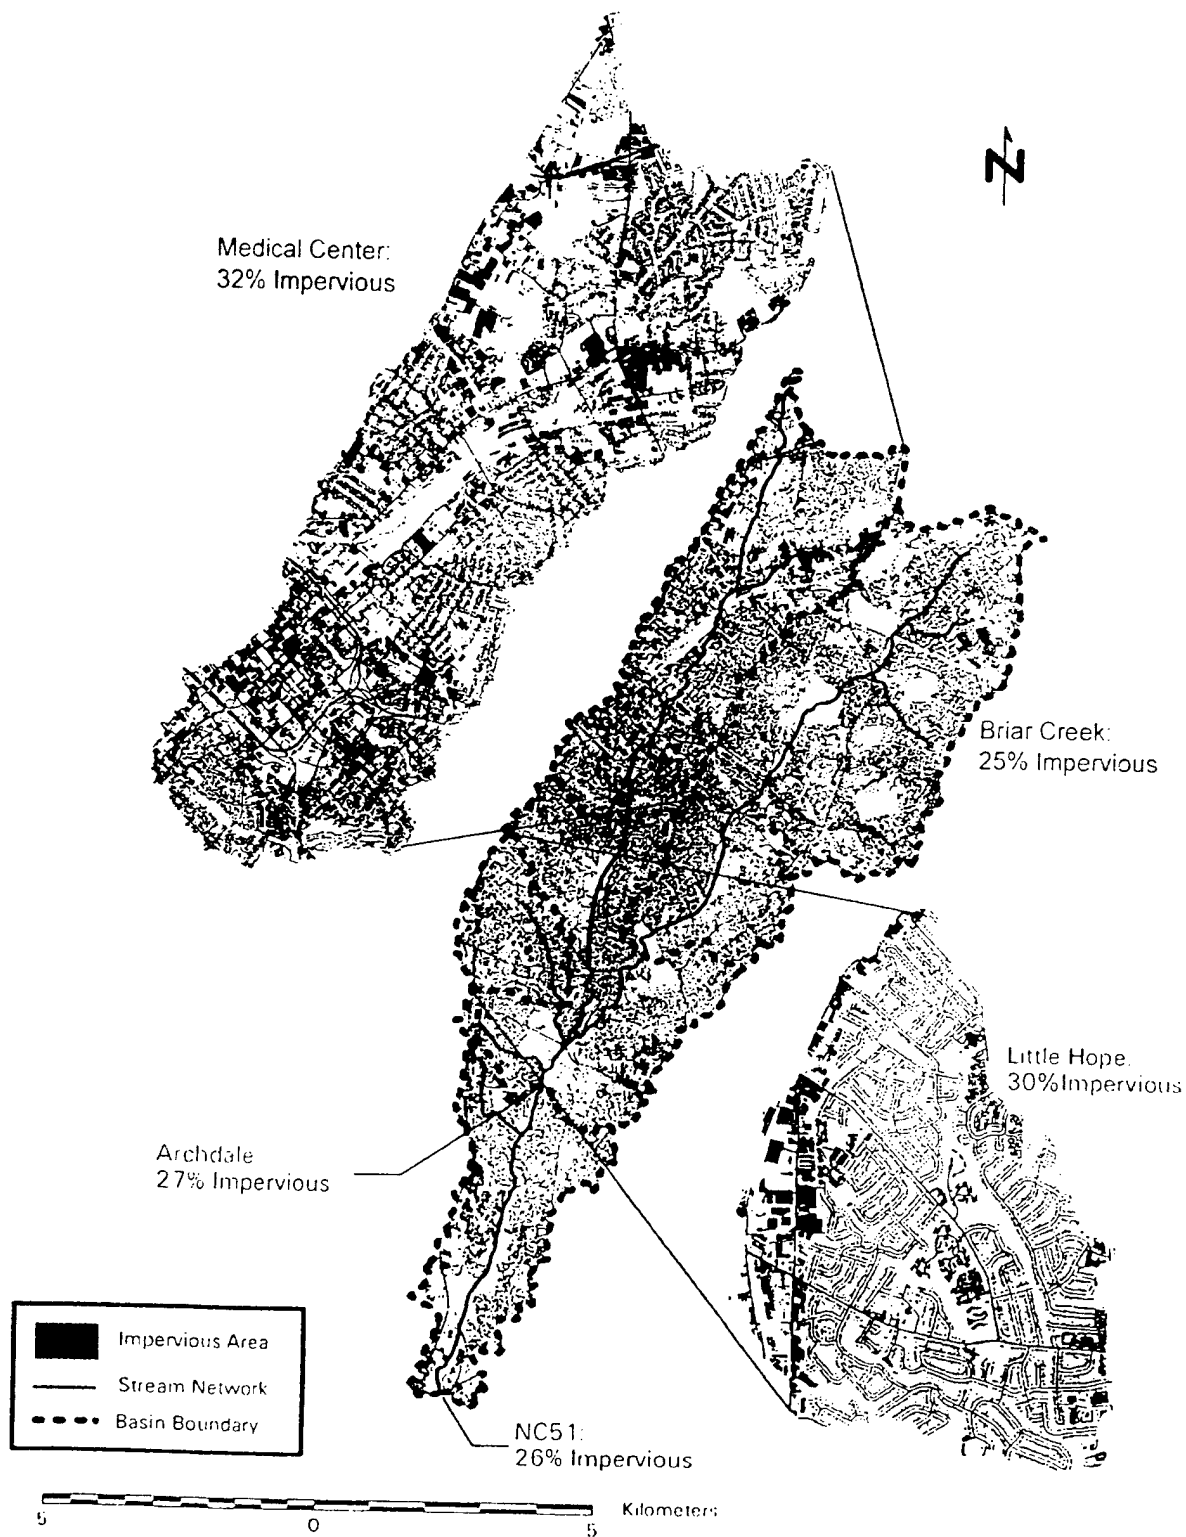 N
Medical Center:
32% Impervious
Briar Creek:
25% Impervious
Little Hope:
30% Impervious
Archdale
27% Impervious
Impervious Area
Stream Network
Basin Boundary
NC51:
26% Impervious
Kilometers
5 0 5